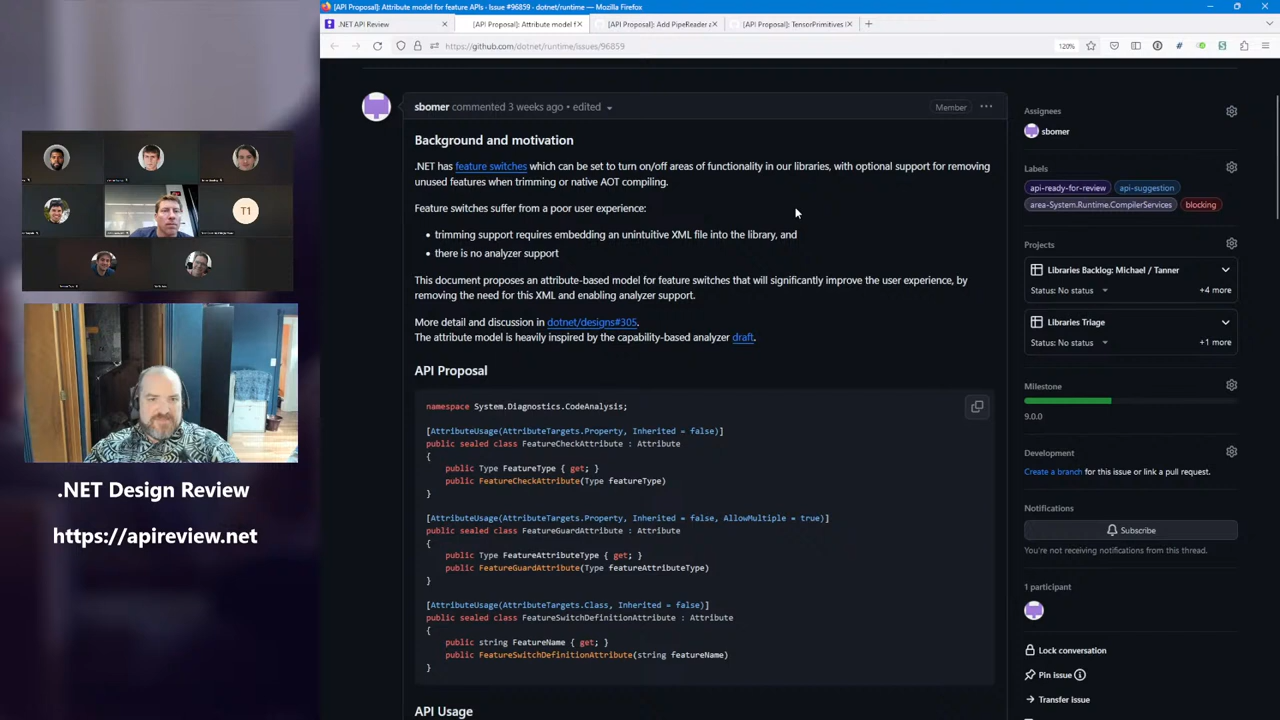 [API Proposal]: Attribute model for feature APIs · Issue #96859 · dotnet/runtime — Mozilla Firefox
.NET API Review
[API Proposal]: Attribute model f
[API Proposal]: Add PipeReader
[API Proposal]: TensorPrimitives
https://github.com/dotnet/runtime/issues/96859
120%
sbomer commented 3 weeks ago • edited
Member
Background and motivation
.NET has feature switches which can be set to turn on/off areas of functionality in our libraries, with optional support for removing
unused features when trimming or native AOT compiling.
Feature switches suffer from a poor user experience:
• trimming support requires embedding an unintuitive XML file into the library, and
• there is no analyzer support
This document proposes an attribute-based model for feature switches that will significantly improve the user experience, by
removing the need for this XML and enabling analyzer support.
More detail and discussion in dotnet/designs#305.
The attribute model is heavily inspired by the capability-based analyzer draft.
API Proposal
namespace System.Diagnostics.CodeAnalysis;
[AttributeUsage(AttributeTargets.Property, Inherited = false)]
public sealed class FeatureCheckAttribute : Attribute
{
public Type FeatureType { get; }
public FeatureCheckAttribute(Type featureType)
}
[AttributeUsage(AttributeTargets.Property, Inherited = false, AllowMultiple = true)]
public sealed class FeatureGuardAttribute : Attribute
{
public Type FeatureAttributeType { get; }
public FeatureGuardAttribute(Type featureAttributeType)
}
[AttributeUsage(AttributeTargets.Class, Inherited = false)]
public sealed class FeatureSwitchDefinitionAttribute : Attribute
{
public string FeatureName { get; }
public FeatureSwitchDefinitionAttribute(string featureName)
}
API Usage
Assignees
sbomer
Labels
api-ready-for-review
api-suggestion
area-System.Runtime.CompilerServices
blocking
Projects
Libraries Backlog: Michael / Tanner
Status: No status
+4 more
Libraries Triage
Status: No status
+1 more
Milestone
9.0.0
Development
Create a branch for this issue or link a pull request.
Notifications
Subscribe
You're not receiving notifications from this thread.
1 participant
Lock conversation
Pin issue
Transfer issue
T1
.NET Design Review
https://apireview.net